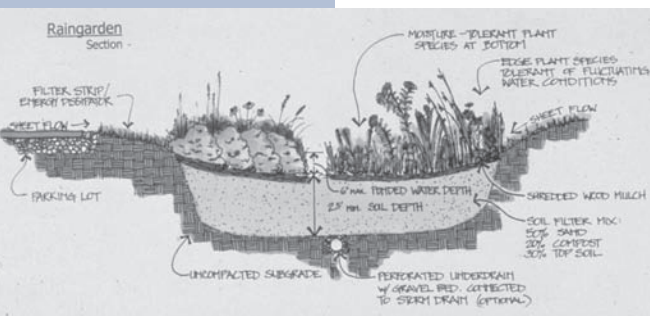 Raingarden
Section -
MOISTURE-TOLERANT PLANT
SPECIES AT BOTTOM
EDGE PLANT SPECIES
TOLERANT OF FLUCTUATING
WATER CONDITIONS
FILTER STRIP/
ENERGY DISSIPATOR
SHEET FLOW
SHEET FLOW
PARKING LOT
6" MAX. PONDED WATER DEPTH
MIN. SOIL DEPTH
SHREDDED WOOD MULCH
SOIL FILTER MIX:
50% SAND
20% COMPOST
30% TOP SOIL
UNCOMPACTED SUBGRADE
PERFORATED UNDERDRAIN
W/ GRAVEL BED. CONNECTED
TO STORM DRAIN (OPTIONAL)